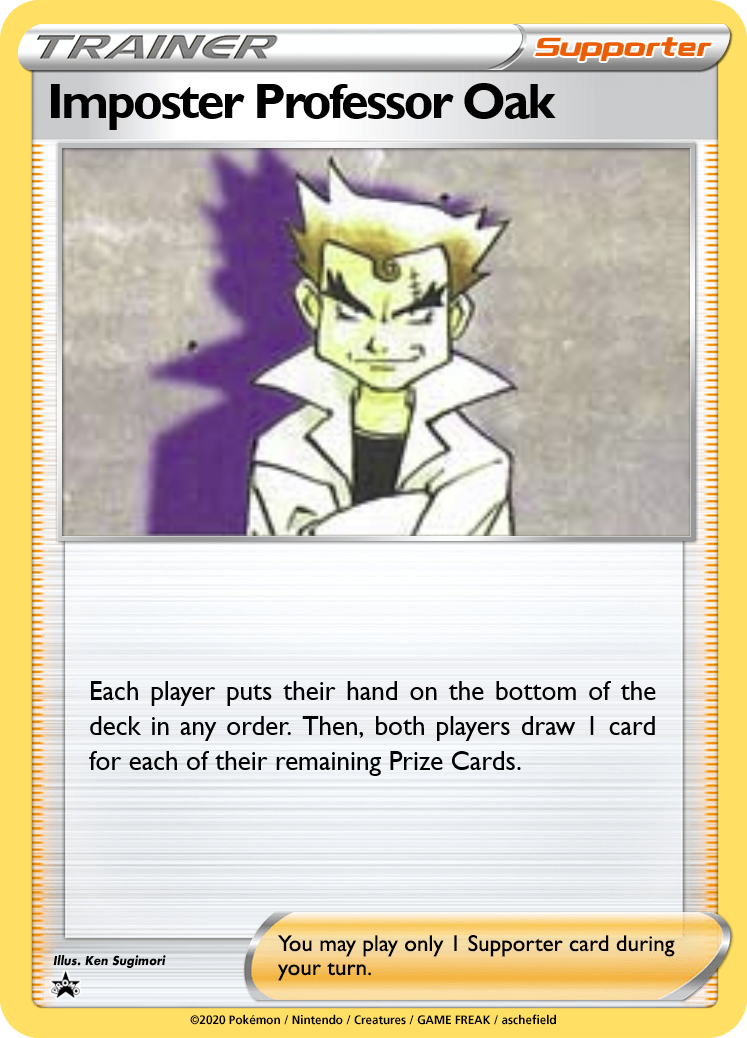 TRAINER
Supporter
Imposter Professor Oak
Each player puts their hand on the bottom of the
deck in any order. Then, both players draw 1 card
for each of their remaining Prize Cards.
Illus. Ken Sugimori
You may play only 1 Supporter card during
your turn.
©2020 Pokémon / Nintendo / Creatures / GAME FREAK / aschefield